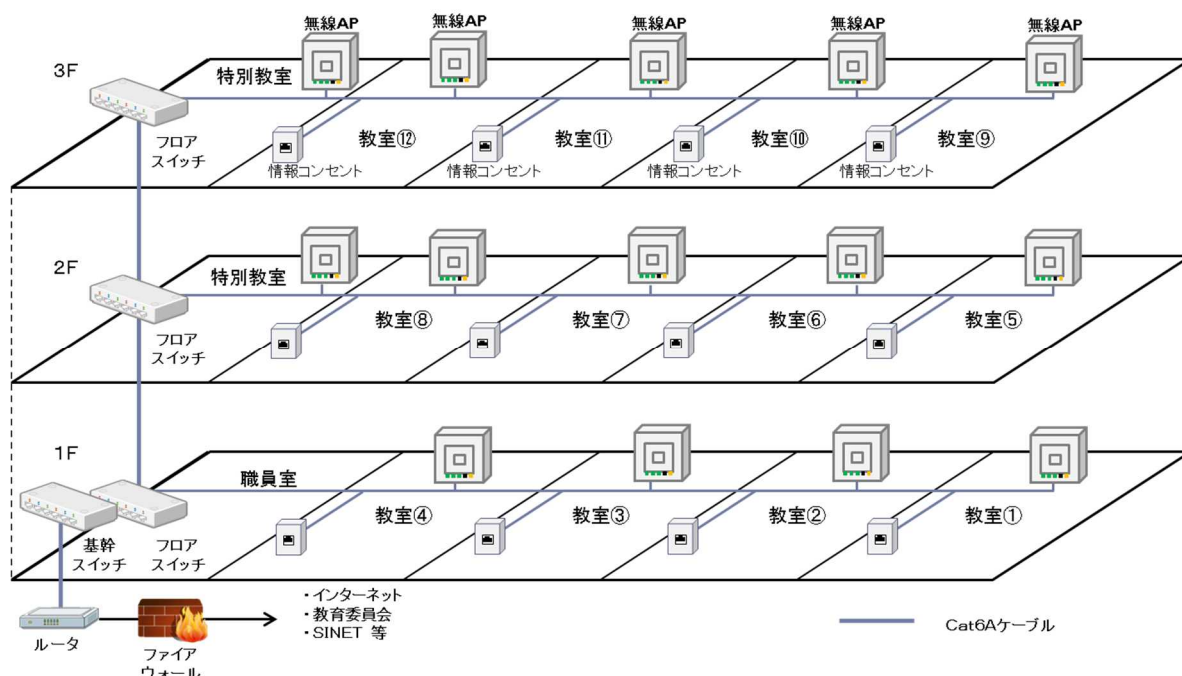 無線AP
無線AP
無線AP
無線AP
無線AP
3F
特別教室
フロア
スイッチ
教室⑫
教室⑪
教室⑩
教室⑨
情報コンセント
情報コンセント
情報コンセント
情報コンセント
2F
特別教室
フロア
スイッチ
教室⑧
教室⑦
教室⑥
教室⑤
1F
職員室
教室④
教室③
教室②
教室①
基幹
スイッチ
フロア
スイッチ
ルータ
ファイア
ウォール
・インターネット
・教育委員会
・SINET 等
Cat6Aケーブル